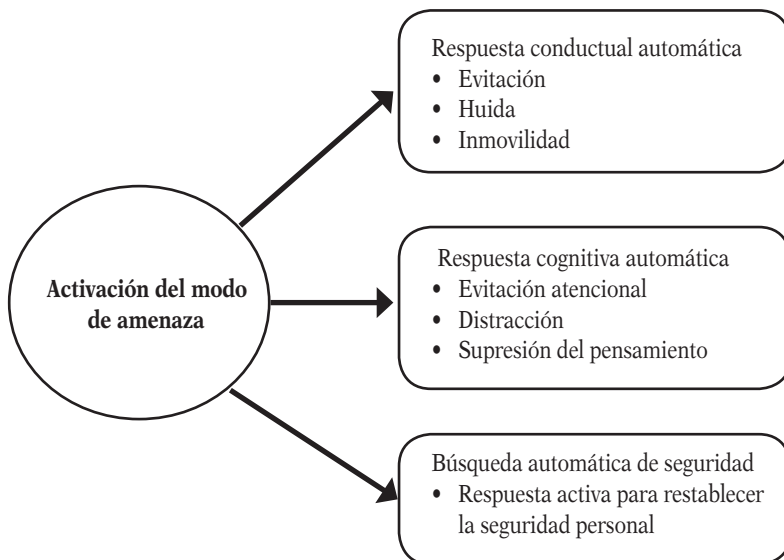 Respuesta conductual automática
• Evitación
• Huida
• Inmovilidad
Activación del modo
de amenaza
Respuesta cognitiva automática
• Evitación atencional
• Distracción
• Supresión del pensamiento
Búsqueda automática de seguridad
• Respuesta activa para restablecer
la seguridad personal